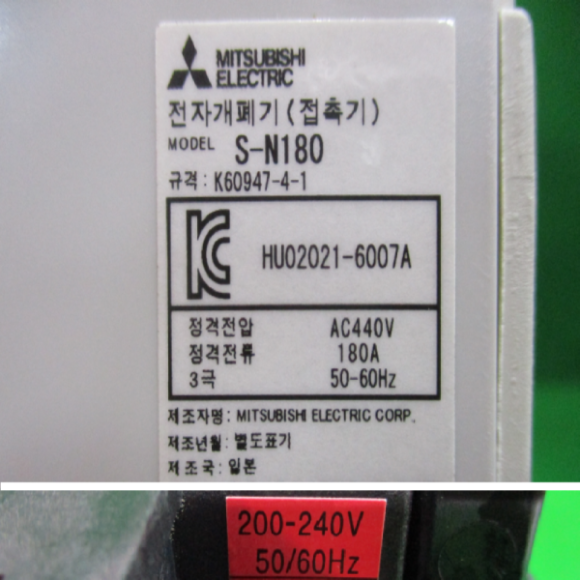 MITSUBISHI
ELECTRIC
전자개폐기(접촉기)
MODEL S-N180
규격: K60947-4-1
HU02021-6007A
정격전압 AC440V
정격전류 180A
3극 50-60Hz
제조자명: MITSUBISHI ELECTRIC CORP.
제조년월: 별도표기
제조국: 일본
200-240V
50/60Hz